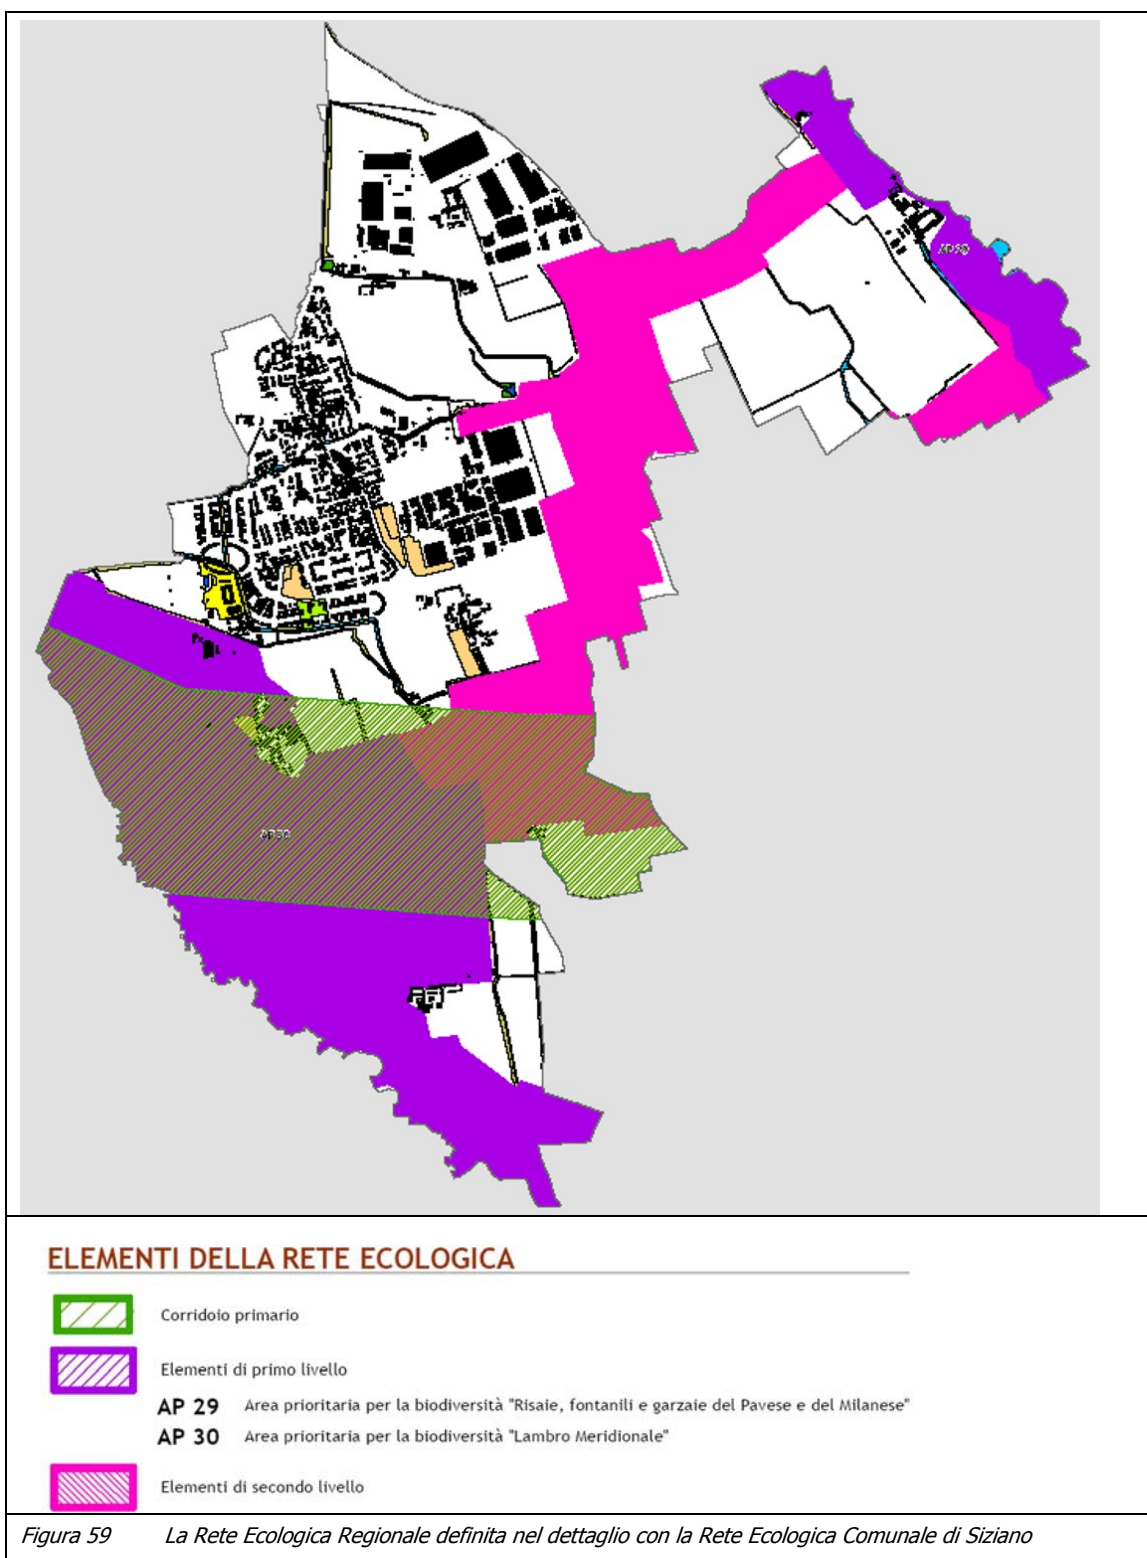 ELEMENTI DELLA RETE ECOLOGICA
Corridoio primario
Elementi di primo livello
AP 29 Area prioritaria per la biodiversità "Risaie, fontanili e garzaie del Pavese e del Milanese"
AP 30 Area prioritaria per la biodiversità "Lambro Meridionale"
Elementi di secondo livello
Figura 59 La Rete Ecologica Regionale definita nel dettaglio con la Rete Ecologica Comunale di Siziano